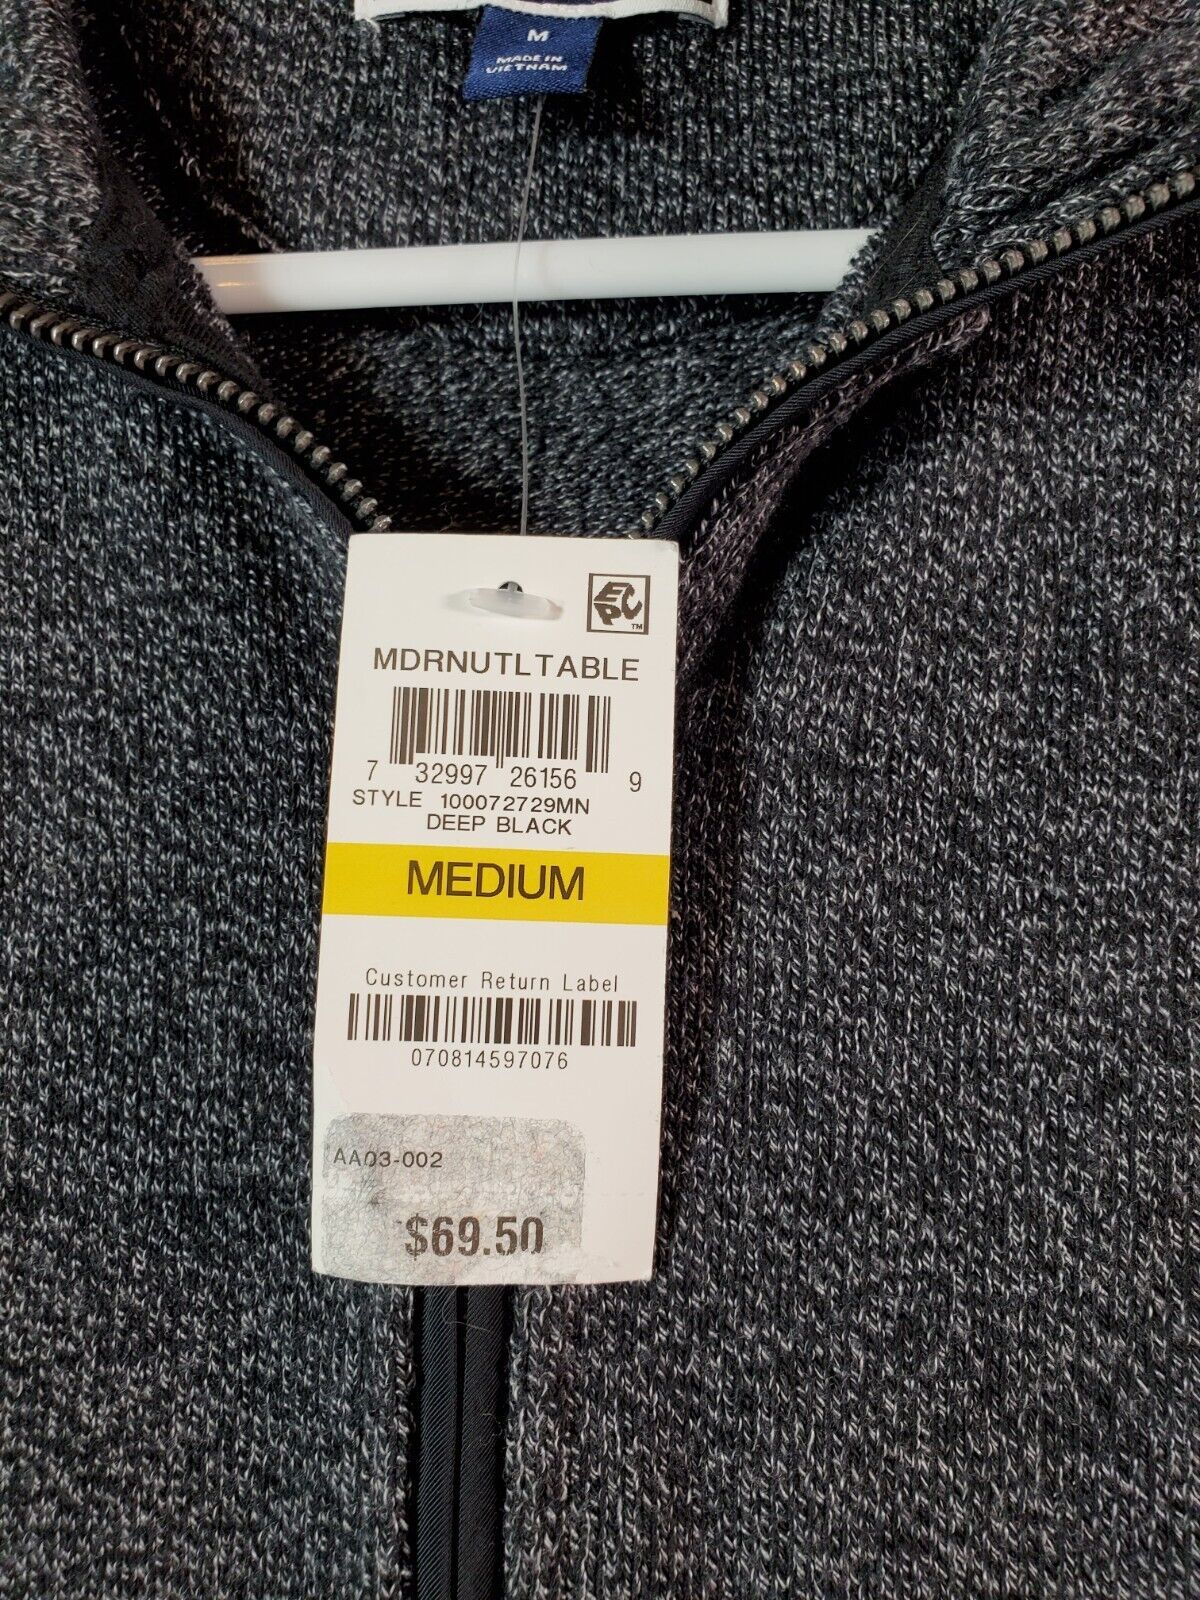 M
MADE IN
VIETNAM
EPC
TM
MDRNUTLTABLE
7 32997 26156 9
STYLE 100072729MN
DEEP BLACK
MEDIUM
Customer Return Label
070814597076
AA03-002
$69.50